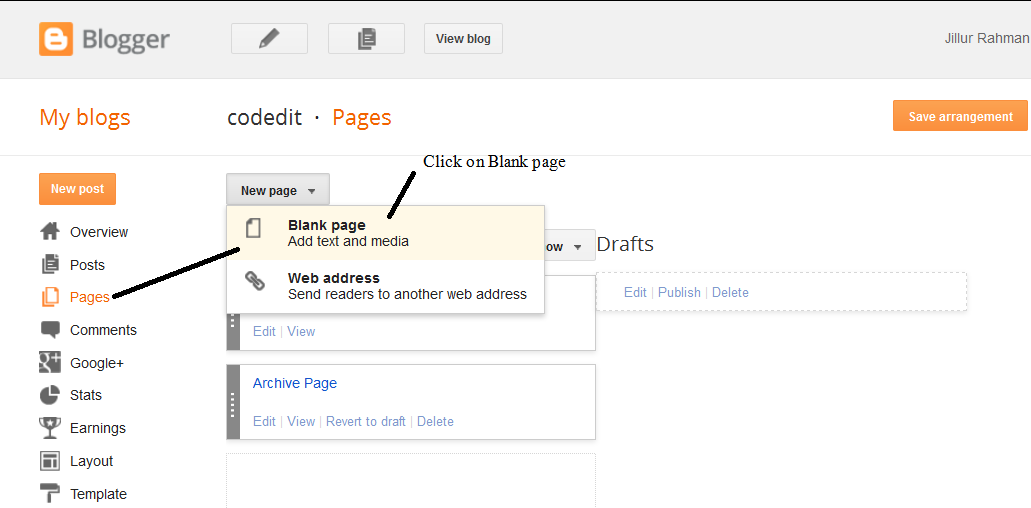 Blogger
View blog
Jillur Rahman
My blogs
codedit · Pages
Save arrangement
Click on Blank page
New post
New page
Blank page
Add text and media
Web address
Send readers to another web address
Overview
Posts
Pages
Comments
Google+
Stats
Earnings
Layout
Template
Edit | View
Archive Page
Edit | View | Revert to draft | Delete
Drafts
Edit | Publish | Delete